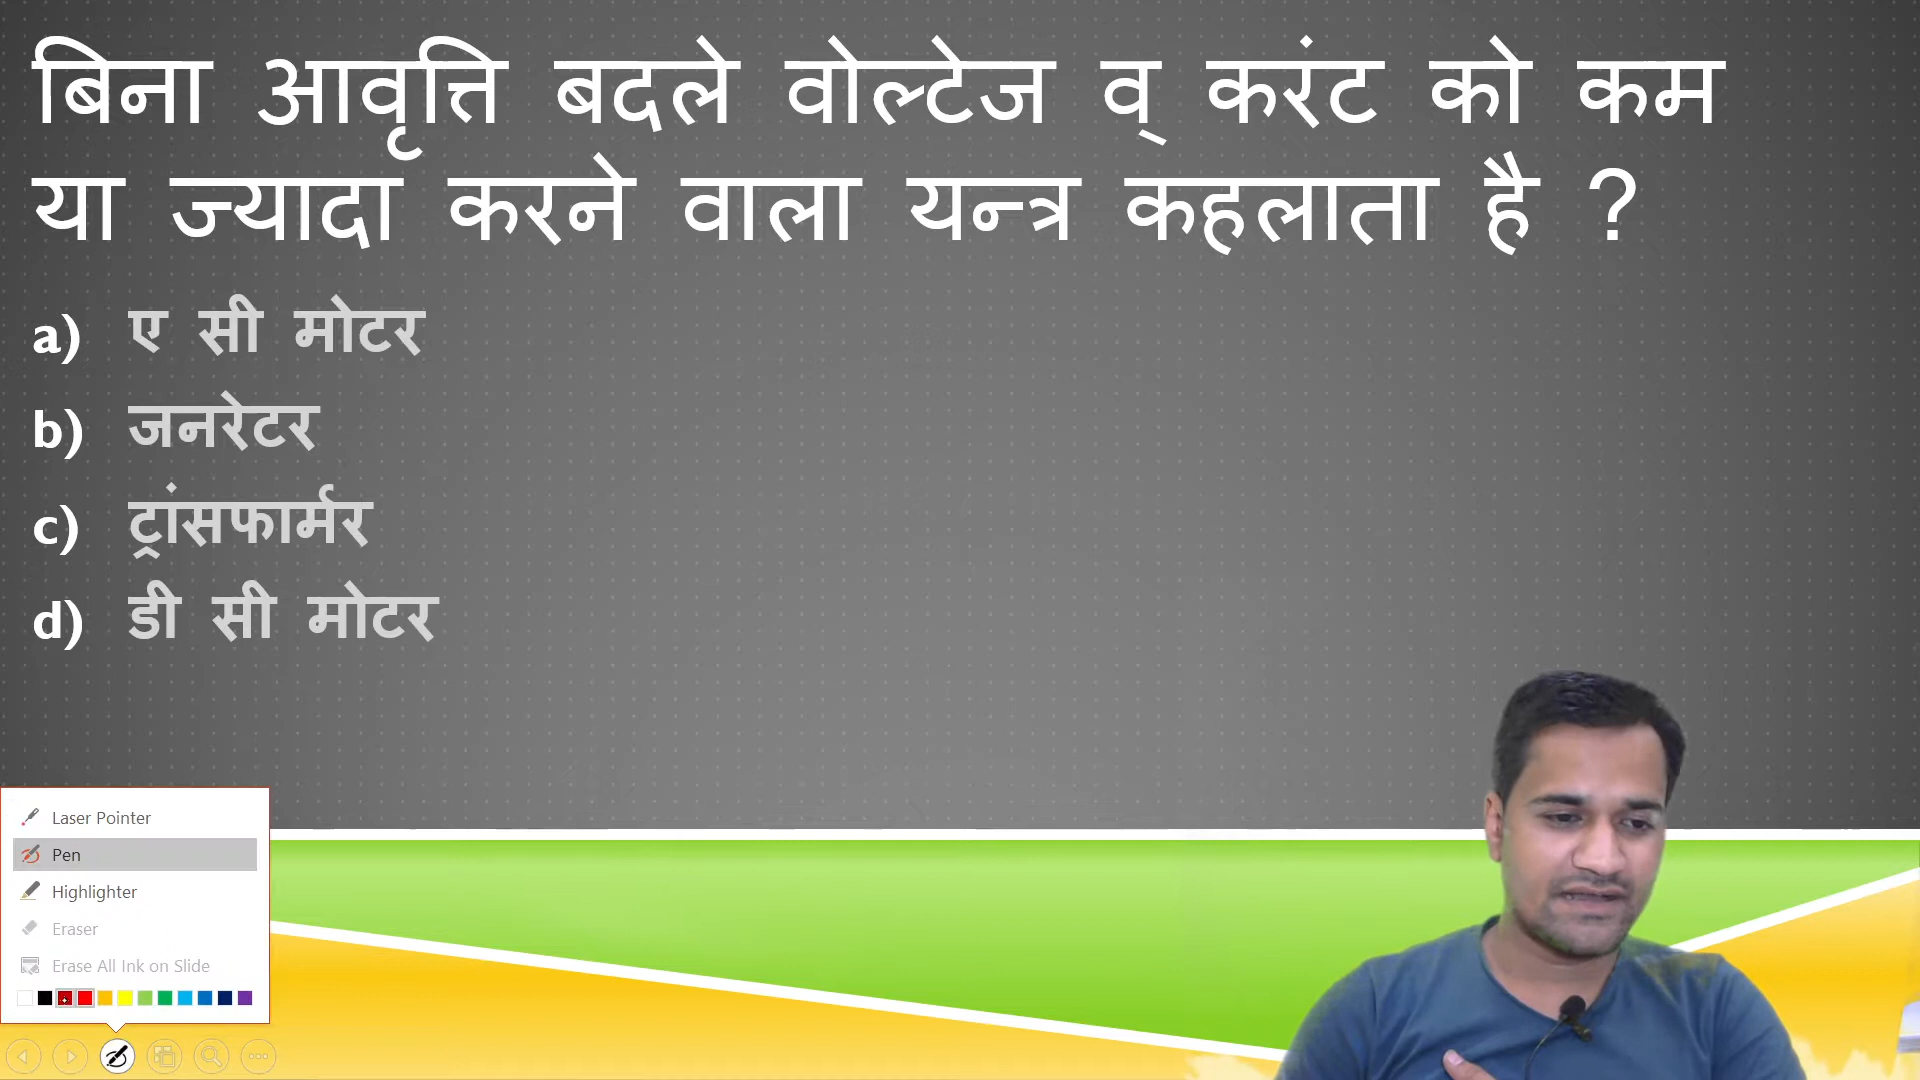 बिना आवृत्ति बदले वोल्टेज व् करंट को कम
या ज्यादा करने वाला यन्त्र कहलाता है ?
a) ए सी मोटर
b) जनरेटर
c) ट्रांसफार्मर
d) डी सी मोटर
Laser Pointer
Pen
Highlighter
Eraser
Erase All Ink on Slide